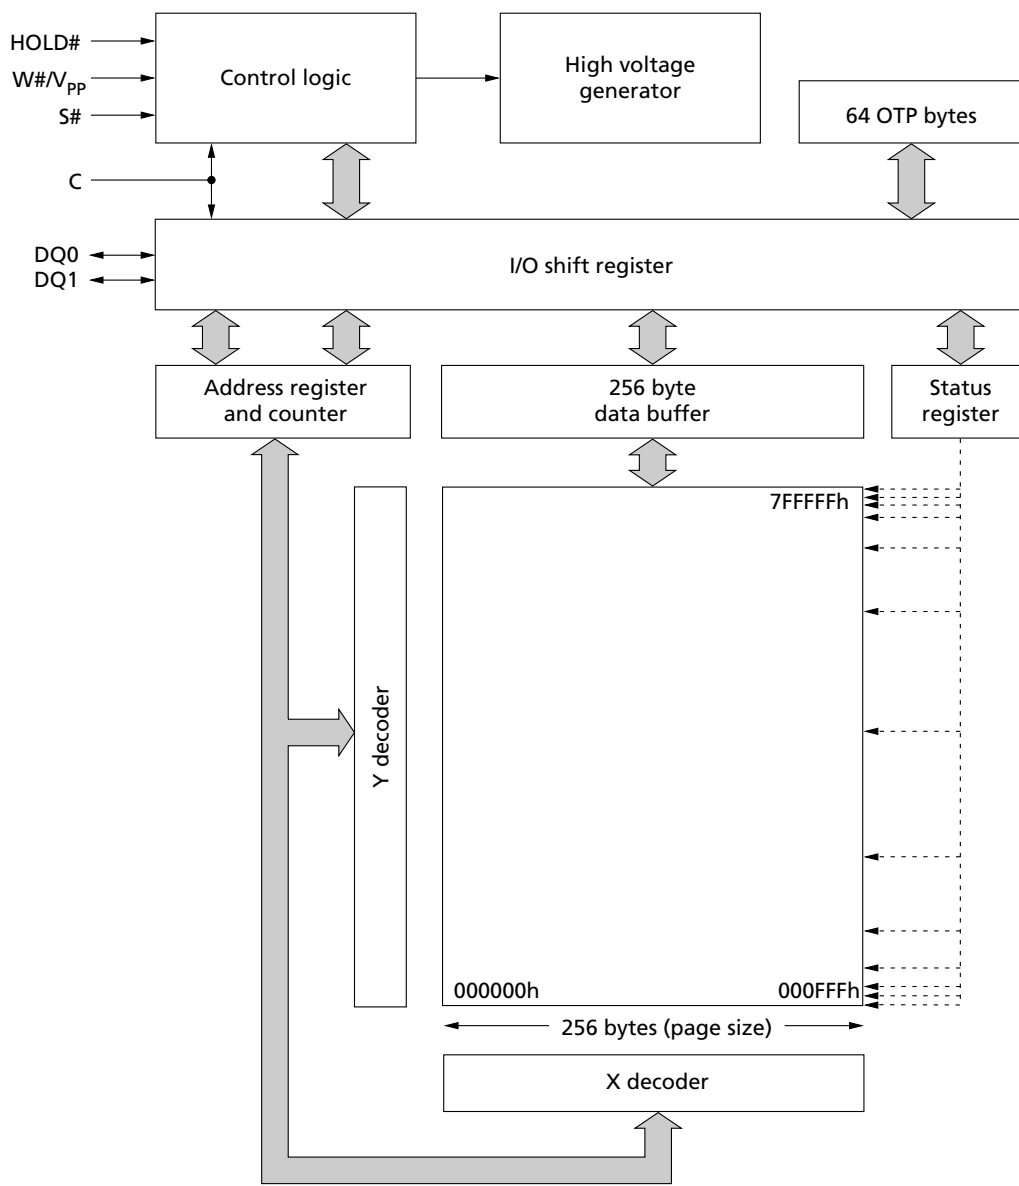 HOLD#
W#/VPP
S#
Control logic
High voltage
generator
64 OTP bytes
C
DQ0
DQ1
I/O shift register
Address register
and counter
256 byte
data buffer
Status
register
7FFFFFh
Y decoder
000000h
000FFFh
256 bytes (page size)
X decoder